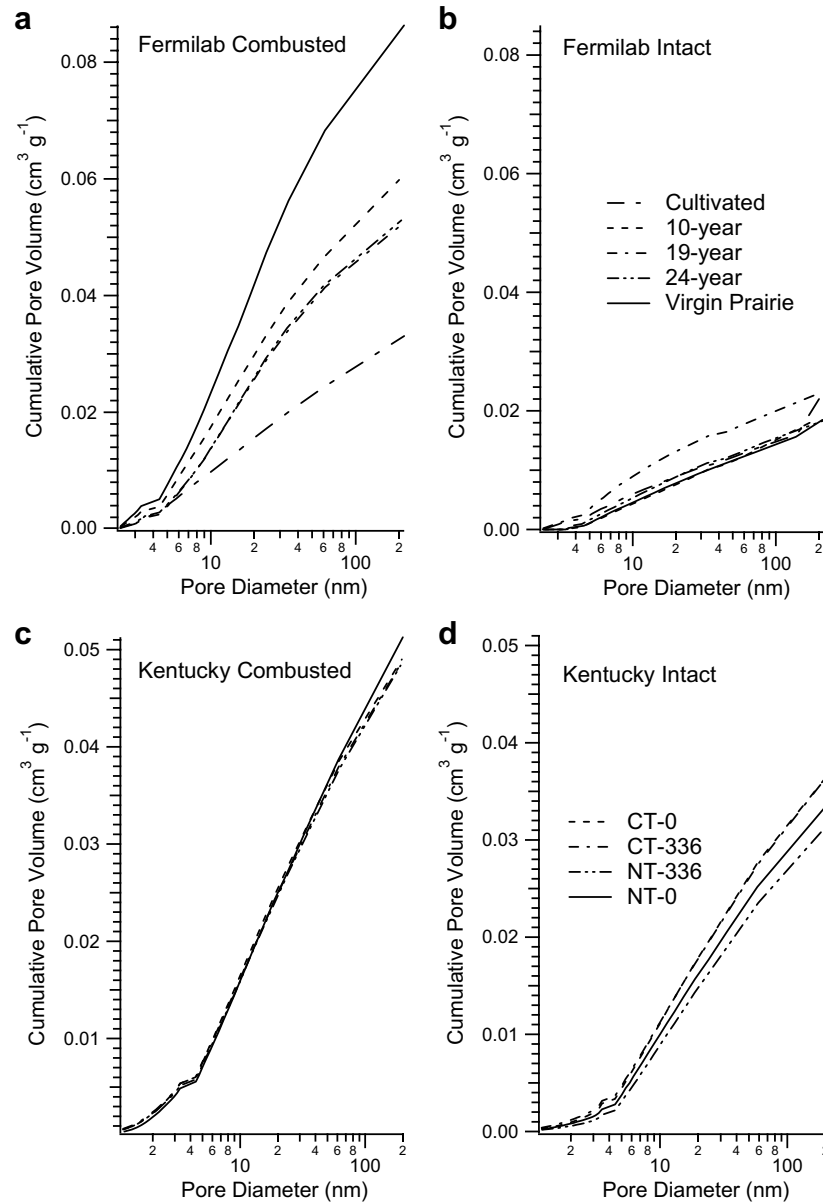 a
Fermilab Combusted
0.08
0.06
0.04
0.02
0.00
Cumulative Pore Volume (cm³ g⁻¹)
4 6 8 10 2 4 6 8 100 2
Pore Diameter (nm)
b
Fermilab Intact
0.08
0.06
0.04
0.02
0.00
Cumulative Pore Volume (cm³ g⁻¹)
Cultivated
10-year
19-year
24-year
Virgin Prairie
4 6 8 10 2 4 6 8 100 2
Pore Diameter (nm)
c
Kentucky Combusted
0.05
0.04
0.03
0.02
0.01
Cumulative Pore Volume (cm³ g⁻¹)
2 4 6 8 10 2 4 6 8 100 2
Pore Diameter (nm)
d
Kentucky Intact
0.05
0.04
0.03
0.02
0.01
0.00
Cumulative Pore Volume (cm³ g⁻¹)
CT-0
CT-336
NT-336
NT-0
2 4 6 8 10 2 4 6 8 100 2
Pore Diameter (nm)